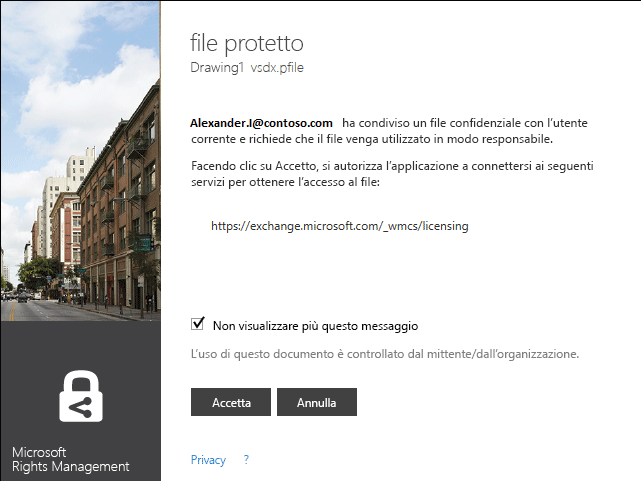 file protetto
Drawing1 vsdx.pfile
Alexander.I@contoso.com ha condiviso un file confidenziale con l'utente
corrente e richiede che il file venga utilizzato in modo responsabile.
Facendo clic su Accetto, si autorizza l'applicazione a connettersi ai seguenti
servizi per ottenere l'accesso al file:
https://exchange.microsoft.com/_wmcs/licensing
Non visualizzare più questo messaggio
L'uso di questo documento è controllato dal mittente/dall'organizzazione.
Accetta Annulla
Microsoft
Rights Management
Privacy ?